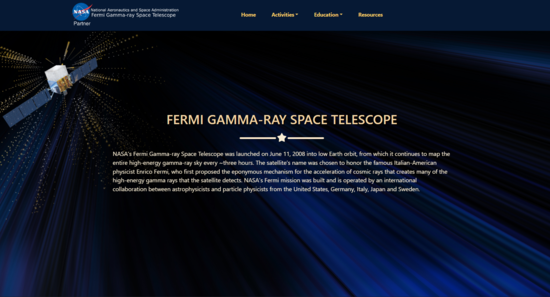 NASA
National Aeronautics and Space Administration
Fermi Gamma-ray Space Telescope
Partner
Home Activities Education Resources
FERMI GAMMA-RAY SPACE TELESCOPE
NASA's Fermi Gamma-ray Space Telescope was launched on June 11, 2008 into low Earth orbit, from which it continues to map the
entire high-energy gamma-ray sky every ~three hours. The satellite's name was chosen to honor the famous Italian-American
physicist Enrico Fermi, who first proposed the eponymous mechanism for the acceleration of cosmic rays that creates many of the
high-energy gamma rays that the satellite detects. NASA's Fermi mission was built and is operated by an international
collaboration between astrophysicists and particle physicists from the United States, Germany, Italy, Japan and Sweden.